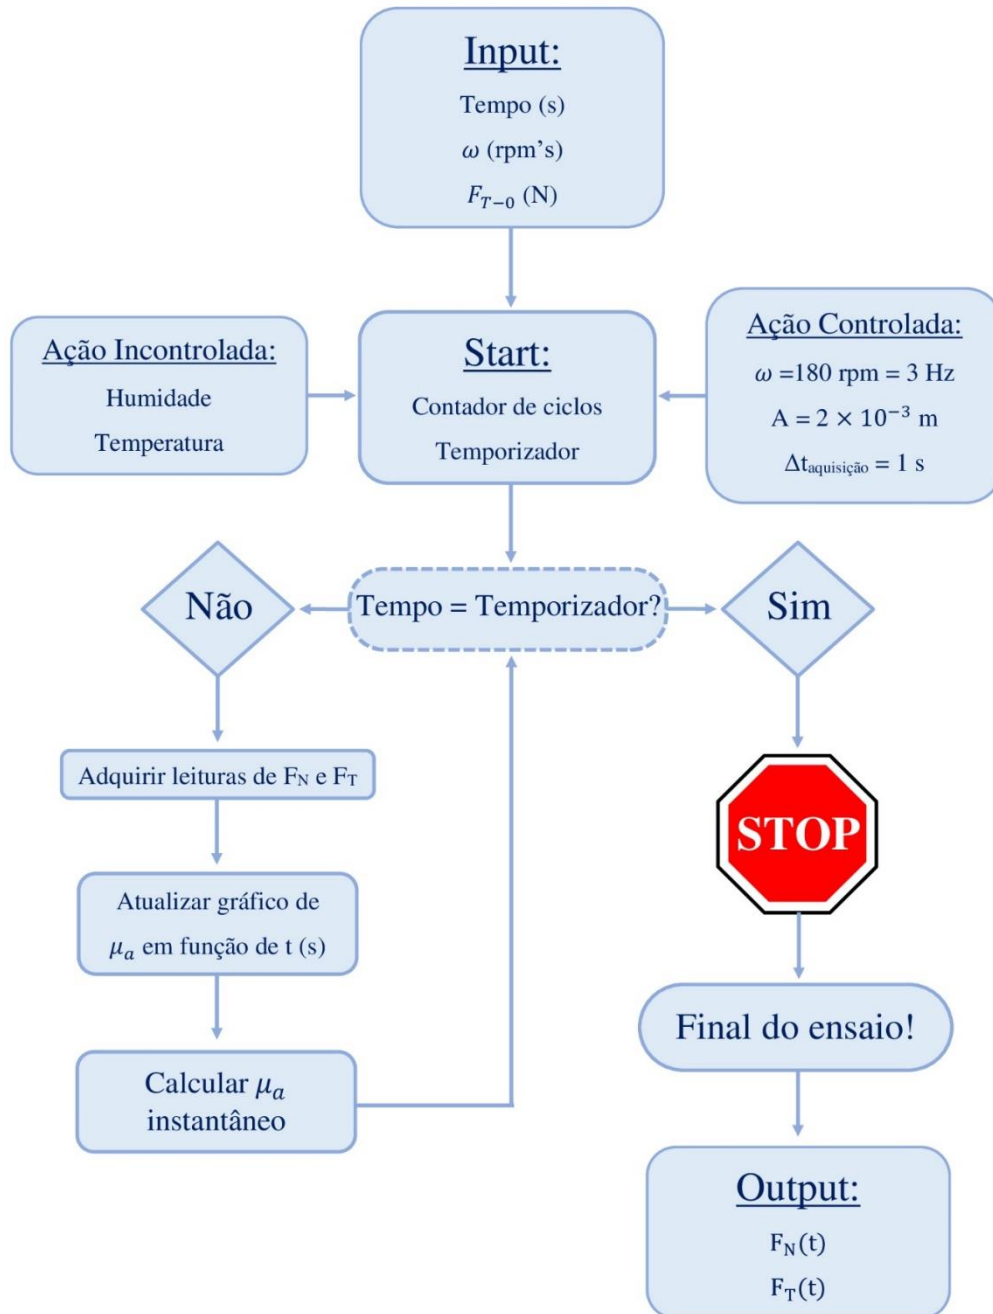 Input:
Tempo (s)
ω (rpm's)
F_{T−0} (N)
Ação Incontrolada:
Humidade
Temperatura
Start:
Contador de ciclos
Temporizador
Ação Controlada:
ω =180 rpm = 3 Hz
A = 2 × 10⁻³ m
Δt_{aquisição} = 1 s
Não
Tempo = Temporizador?
Sim
Adquirir leituras de F_N e F_T
Atualizar gráfico de
μ_a em função de t (s)
Calcular μ_a
instantâneo
STOP
Final do ensaio!
Output:
F_N(t)
F_T(t)